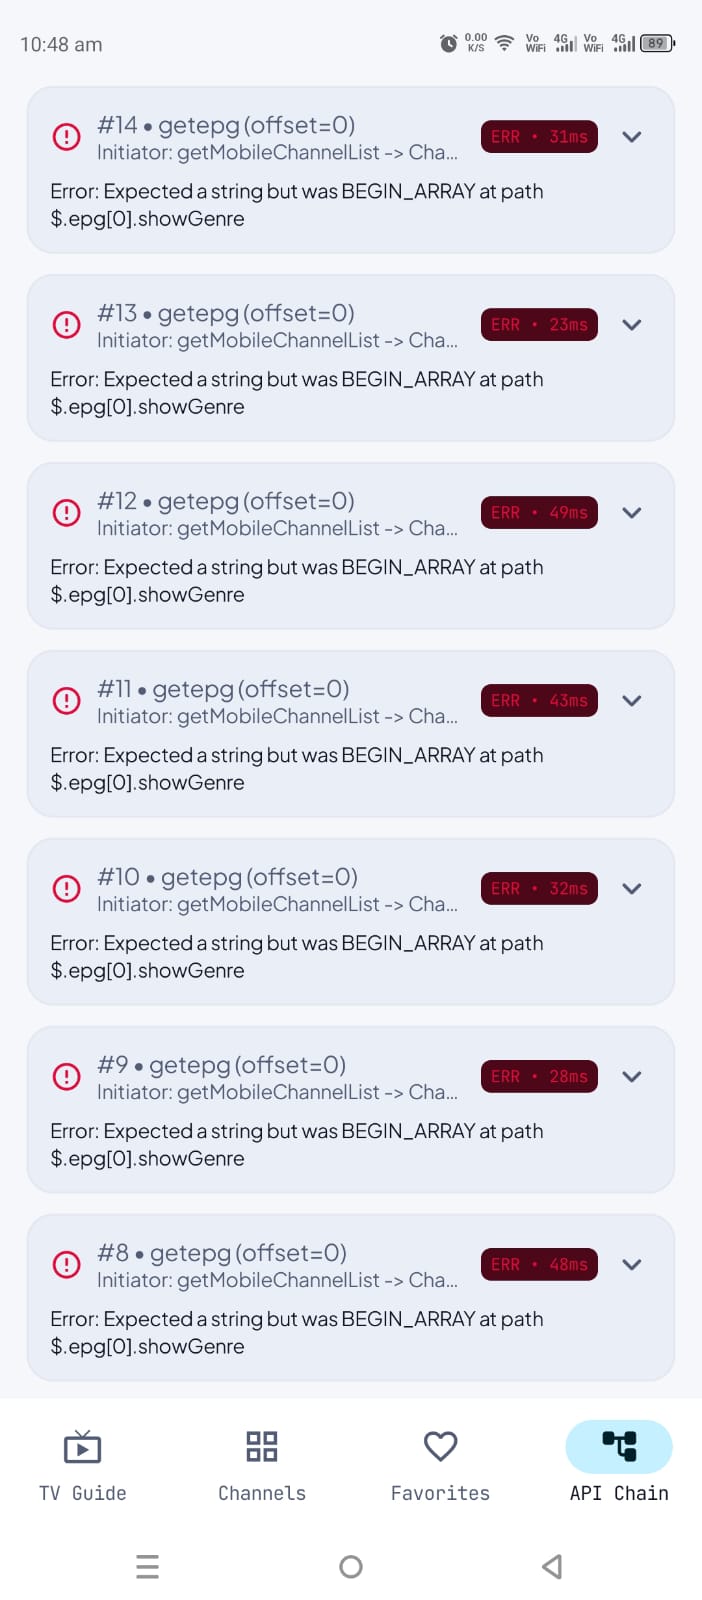 10:48 am
0.00
K/S
Vo
WiFi
4G
Vo
WiFi
4G
89
#14 • getepg (offset=0)
ERR • 31ms
Initiator: getMobileChannelList -> Cha...
Error: Expected a string but was BEGIN_ARRAY at path
$.epg[0].showGenre
#13 • getepg (offset=0)
ERR • 23ms
Initiator: getMobileChannelList -> Cha...
Error: Expected a string but was BEGIN_ARRAY at path
$.epg[0].showGenre
#12 • getepg (offset=0)
ERR • 49ms
Initiator: getMobileChannelList -> Cha...
Error: Expected a string but was BEGIN_ARRAY at path
$.epg[0].showGenre
#11 • getepg (offset=0)
ERR • 43ms
Initiator: getMobileChannelList -> Cha...
Error: Expected a string but was BEGIN_ARRAY at path
$.epg[0].showGenre
#10 • getepg (offset=0)
ERR • 32ms
Initiator: getMobileChannelList -> Cha...
Error: Expected a string but was BEGIN_ARRAY at path
$.epg[0].showGenre
#9 • getepg (offset=0)
ERR • 28ms
Initiator: getMobileChannelList -> Cha...
Error: Expected a string but was BEGIN_ARRAY at path
$.epg[0].showGenre
#8 • getepg (offset=0)
ERR • 48ms
Initiator: getMobileChannelList -> Cha...
Error: Expected a string but was BEGIN_ARRAY at path
$.epg[0].showGenre
TV Guide
Channels
Favorites
API Chain